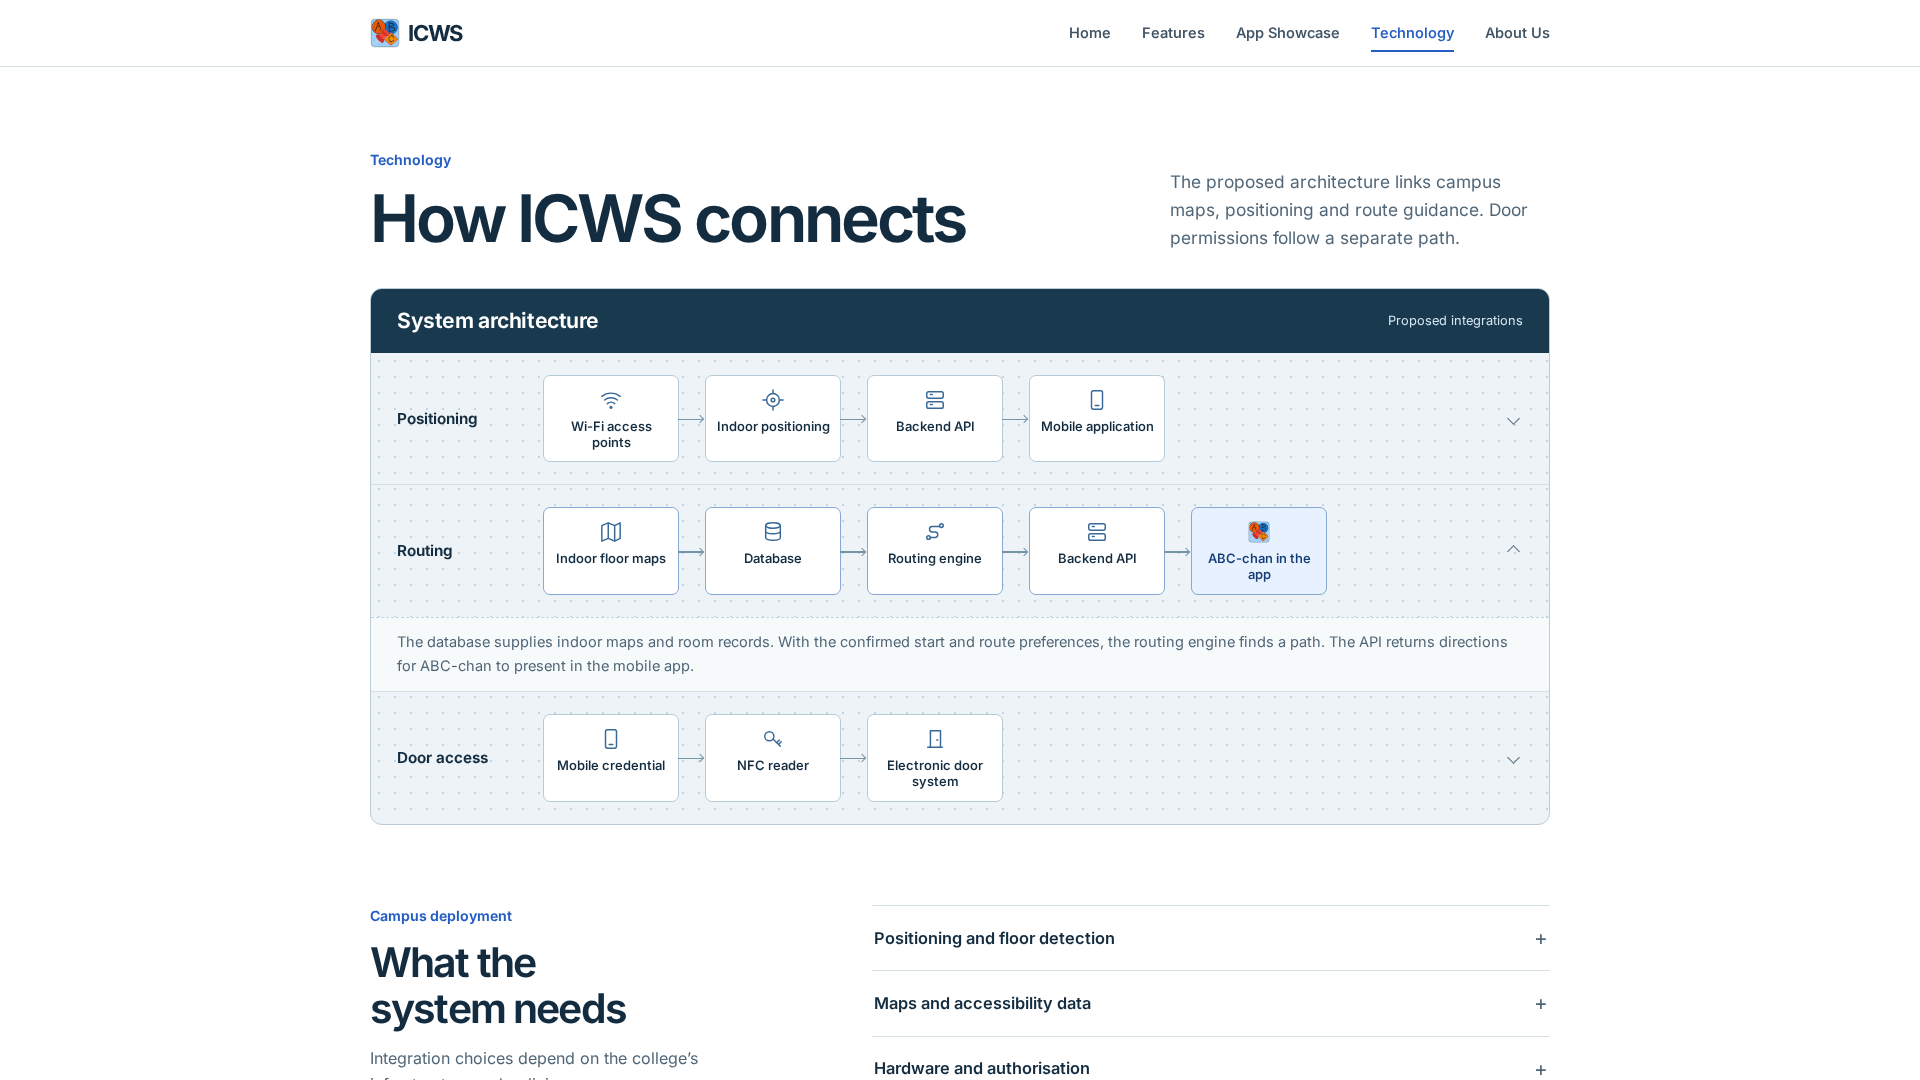 ICWS
Home
Features
App Showcase
Technology
About Us
Technology
How ICWS connects
The proposed architecture links campus
maps, positioning and route guidance. Door
permissions follow a separate path.
System architecture
Proposed integrations
Positioning
Wi-Fi access
points
Indoor positioning
Backend API
Mobile application
Routing
Indoor floor maps
Database
Routing engine
Backend API
ABC-chan in the
app
The database supplies indoor maps and room records. With the confirmed start and route preferences, the routing engine finds a path. The API returns directions
for ABC-chan to present in the mobile app.
Door access
Mobile credential
NFC reader
Electronic door
system
Campus deployment
What the
system needs
Integration choices depend on the college’s
Positioning and floor detection
+
Maps and accessibility data
+
Hardware and authorisation
+